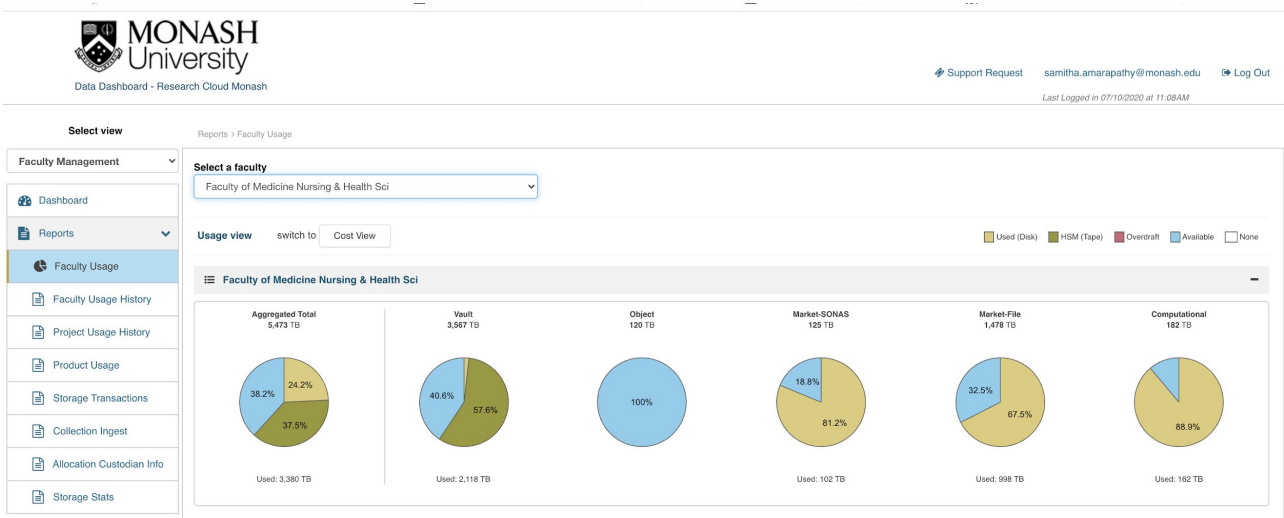 MONASH
University
Data Dashboard - Research Cloud Monash
Support Request samitha.amarapathy@monash.edu Log Out
Last Logged in 07/10/2020 at 11:08AM
Select view
Faculty Management
Dashboard
Reports
Faculty Usage
Faculty Usage History
Project Usage History
Product Usage
Storage Transactions
Collection Ingest
Allocation Custodian Info
Storage Stats
Reports > Faculty Usage
Select a faculty
Faculty of Medicine Nursing & Health Sci
Usage view switch to Cost View
Used (Disk) HSM (Tape) Overdraft Available None
Faculty of Medicine Nursing & Health Sci
Aggregated Total
5,473 TB
38.2%
24.2%
37.5%
Used: 3,380 TB
Vault
3,567 TB
40.6%
57.6%
Used: 2,118 TB
Object
120 TB
100%
Market-SONAS
125 TB
18.8%
81.2%
Used: 102 TB
Market-File
1,478 TB
32.5%
67.5%
Used: 998 TB
Computational
182 TB
88.9%
Used: 162 TB